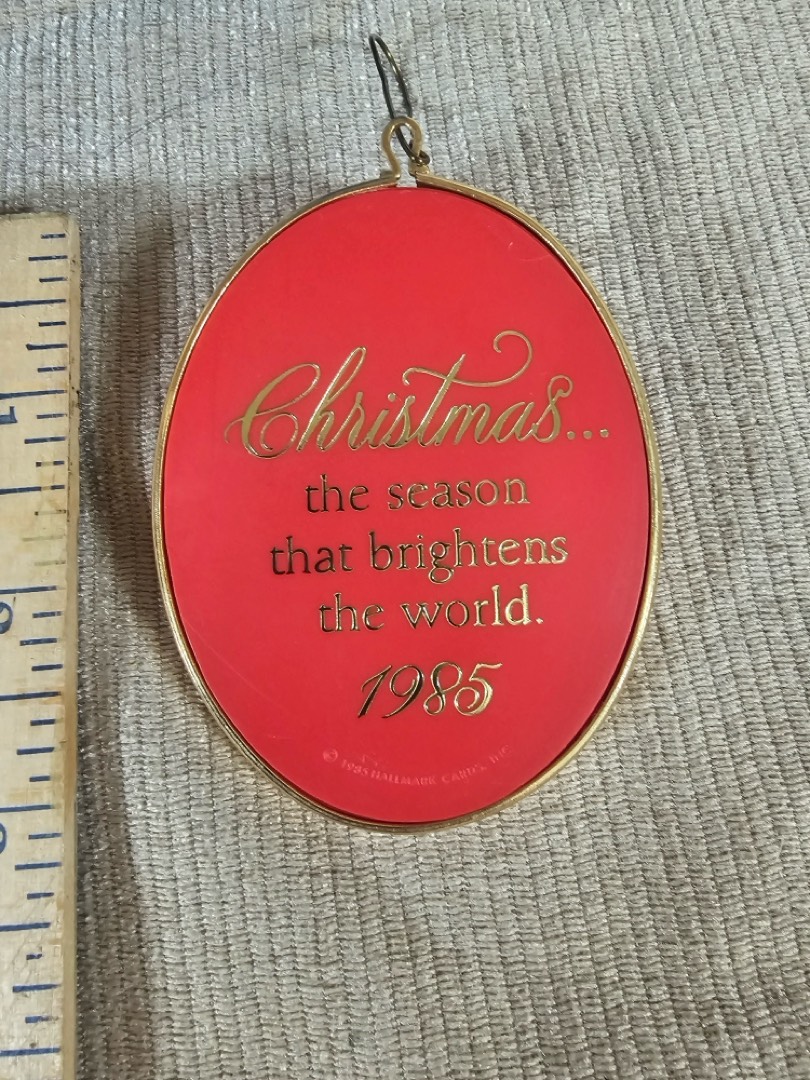 Christmas...
the season
that brightens
the world.
1985
© 1985 HALLMARK CARDS, INC.